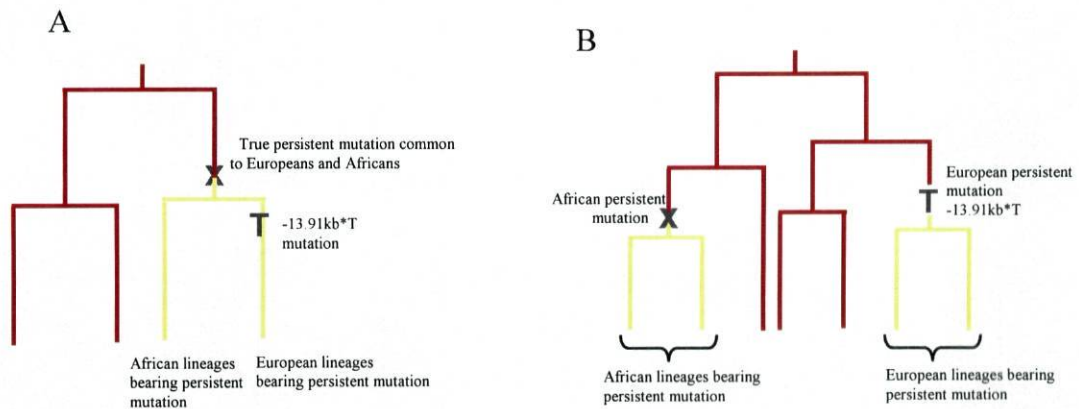 A
True persistent mutation common
to Europeans and Africans
X
T
-13.91kb*T
mutation
African lineages
bearing persistent
mutation
European lineages
bearing persistent mutation
B
African persistent
mutation
X
European persistent
mutation
-13.91kb*T
T
African lineages bearing
persistent mutation
European lineages bearing
persistent mutation